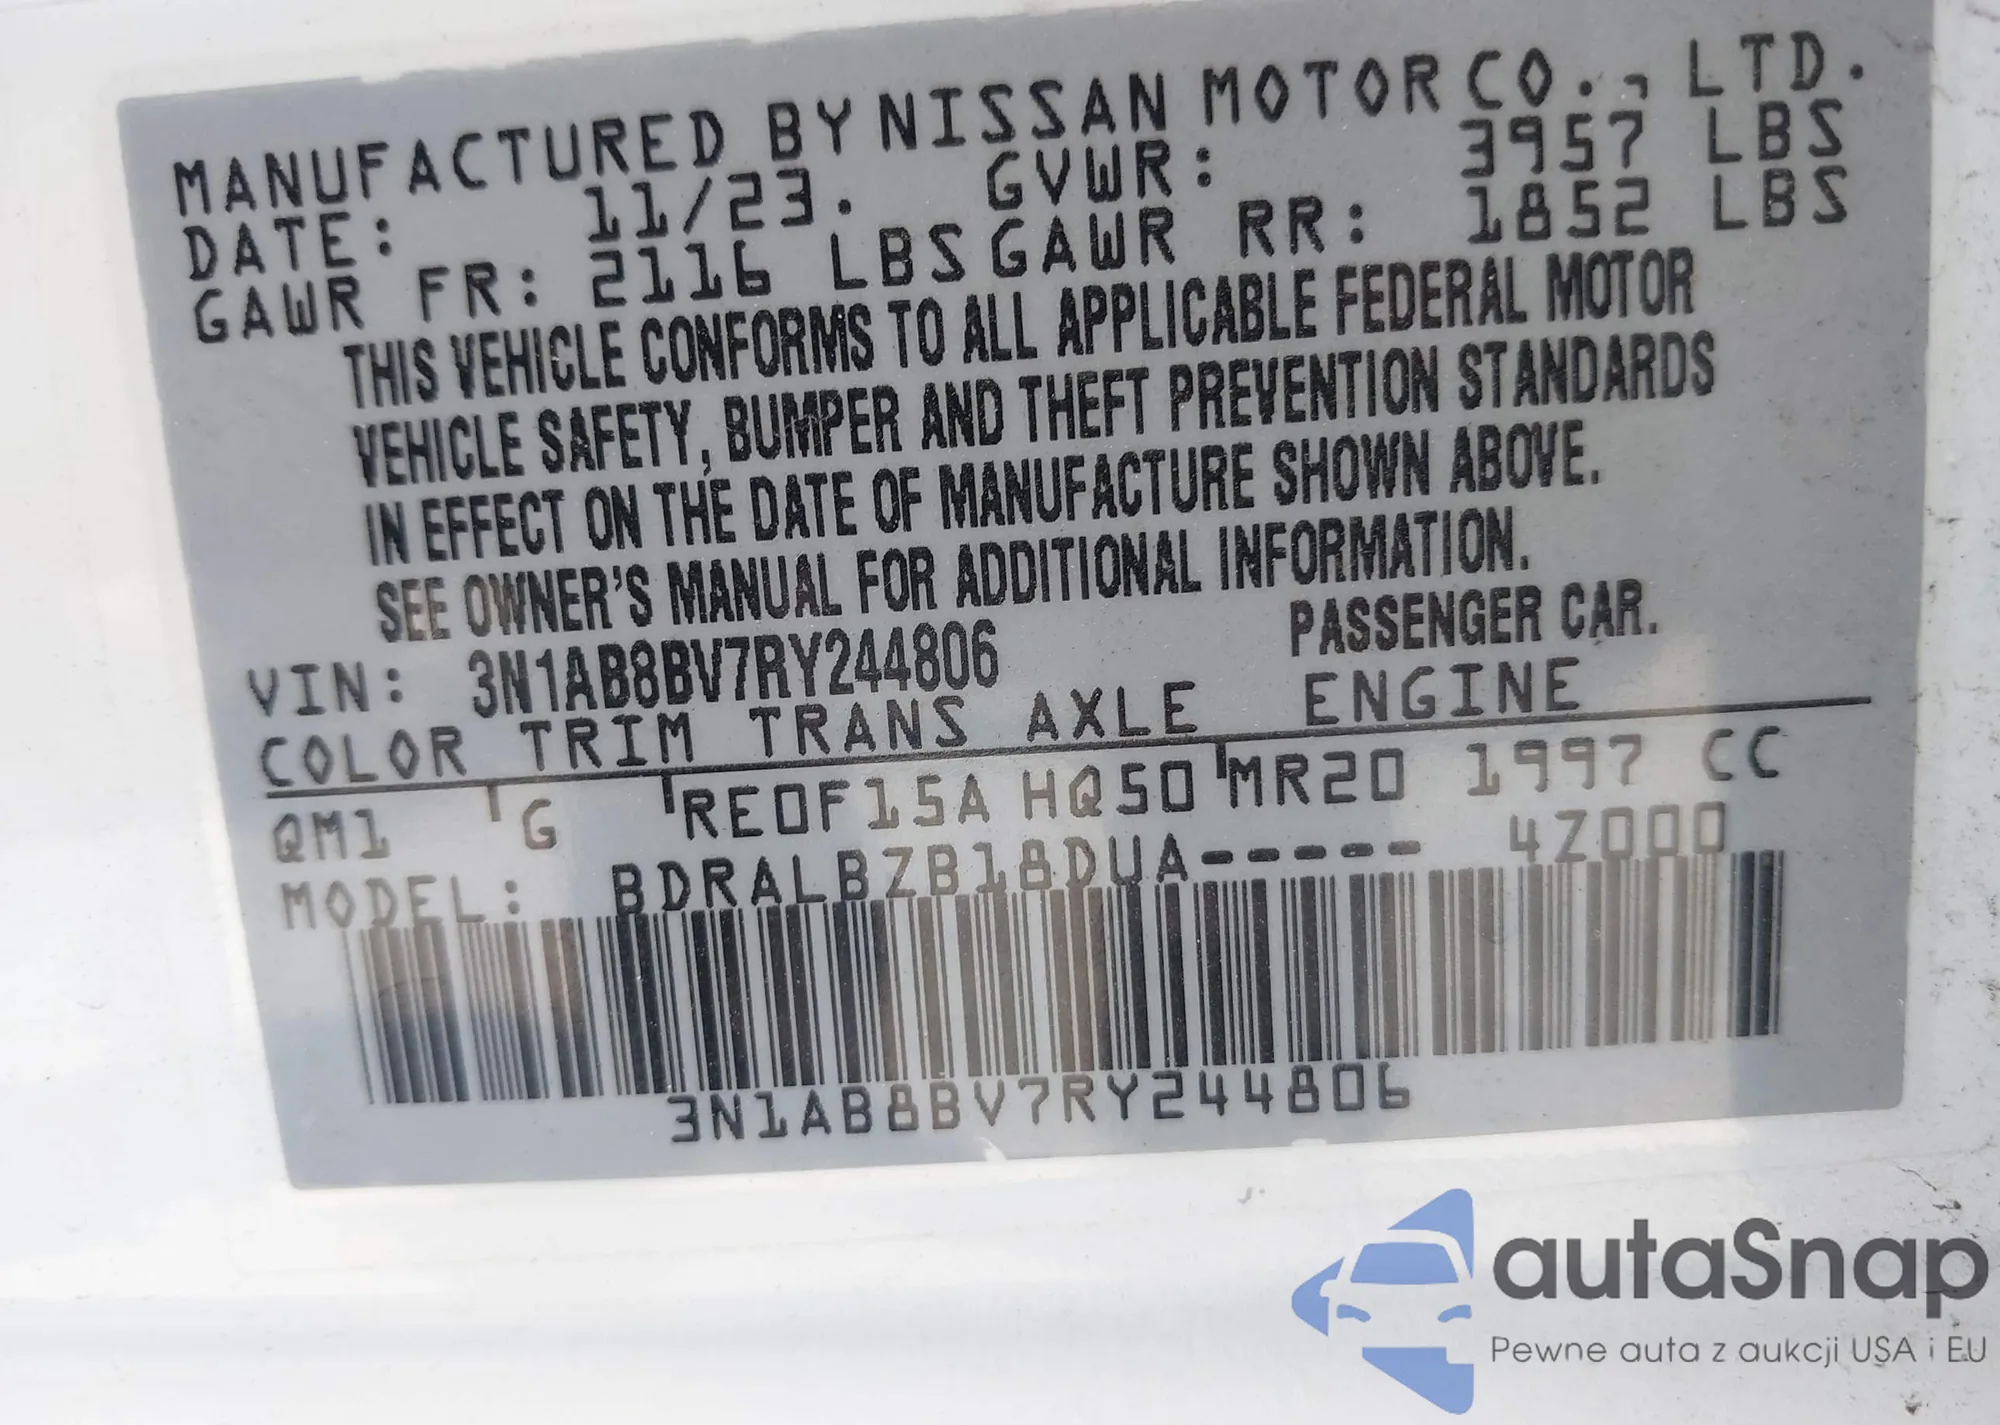 MANUFACTURED BY NISSAN MOTOR CO., LTD.
DATE: 11/23. GVWR: 3957 LBS
GAWR FR: 2116 LBS GAWR RR: 1852 LBS
THIS VEHICLE CONFORMS TO ALL APPLICABLE FEDERAL MOTOR
VEHICLE SAFETY, BUMPER AND THEFT PREVENTION STANDARDS
IN EFFECT ON THE DATE OF MANUFACTURE SHOWN ABOVE.
SEE OWNER'S MANUAL FOR ADDITIONAL INFORMATION.
VIN: 3N1AB8BV7RY244806 PASSENGER CAR.
COLOR TRIM TRANS AXLE ENGINE
QM1 G RE0F15A HQ50 MR20 1997 CC
MODEL: BDRALBZB18DUA----- 4Z000
3N1AB8BV7RY244806
autaSnap
Pewne auta z aukcji USA i EU